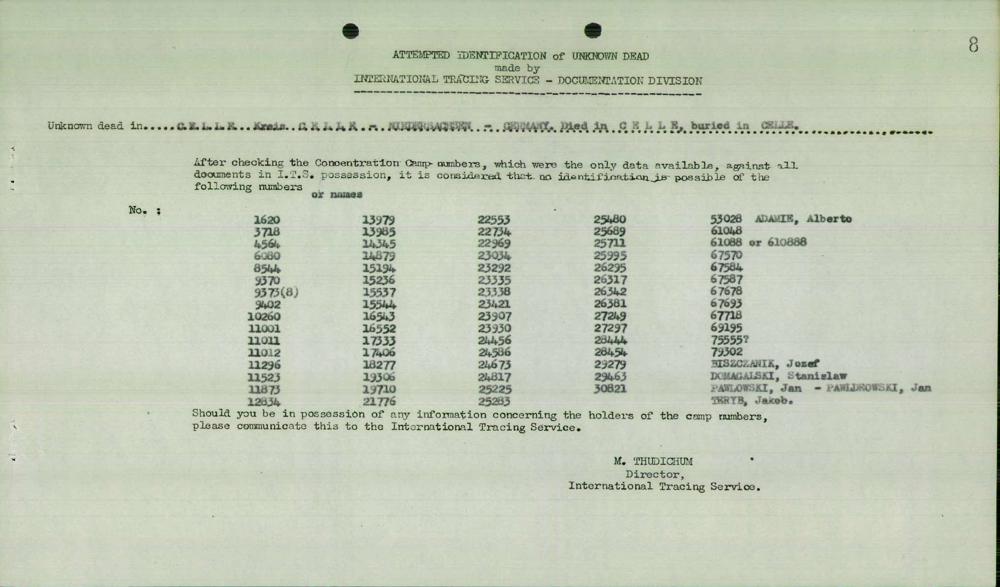 8
ATTEMPTED IDENTIFICATION of UNKNOWN DEAD
made by
INTERNATIONAL TRACING SERVICE - DOCUMENTATION DIVISION
Unknown dead in.....C E L L E...Kreis..C E L L E - NIEDERSACHSEN - GERMANY. Died in C E L L E, buried in CELLE.
After checking the Concentration Camp numbers, which were the only data available, against all
documents in I.T.S. possession, it is considered that no identification is possible of the
following numbers
or names
No. :
1620 13979 22553 25480 53028 ADAMIE, Alberto
3718 13985 22734 25689 61048
4564 14345 22969 25711 61088 or 610888
6080 14879 23034 25995 67570
8544 15194 23292 26295 67584
9370 15236 23335 26317 67587
9373(8) 15537 23338 26342 67678
9402 15544 23421 26381 67693
10260 16543 23907 27249 67718
11001 16552 23930 27297 69195
11011 17333 24456 28444 75555?
11012 17406 24586 28454 79302
11296 18277 24673 29279 BISZCZANIK, Jozef
11523 19306 24817 29463 DOMAGALSKI, Stanislaw
11873 19710 25225 30821 PAWLOWSKI, Jan - Jan
12834 21776 25283 Jakob.
Should you be in possession of any information concerning the holders of the camp numbers,
please communicate this to the International Tracing Service.
M. THUDICHUM
Director,
International Tracing Service.